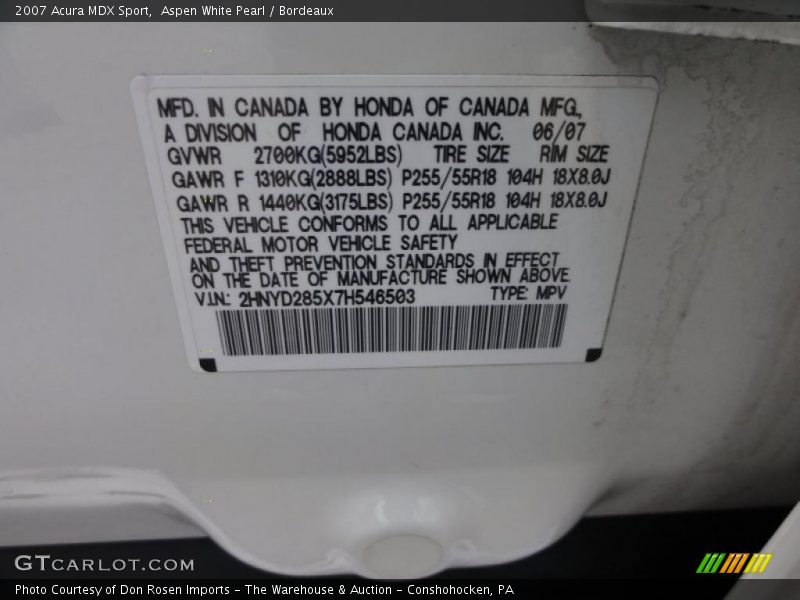 2007 Acura MDX Sport,  Aspen White Pearl / Bordeaux
MFD. IN CANADA BY HONDA OF CANADA MFG.,
A DIVISION OF HONDA CANADA INC. 06/07
GVWR 2700KG(5952LBS) TIRE SIZE RIM SIZE
GAWR F 1310KG(2888LBS) P255/55R18 104H 18X8.0J
GAWR R 1440KG(3175LBS) P255/55R18 104H 18X8.0J
THIS VEHICLE CONFORMS TO ALL APPLICABLE
FEDERAL MOTOR VEHICLE SAFETY
AND THEFT PREVENTION STANDARDS IN EFFECT
ON THE DATE OF MANUFACTURE SHOWN ABOVE
V.I.N.: 2HNYD285X7H546503 TYPE: MPV
GTCARLOT.COM
Photo Courtesy of Don Rosen Imports - The Warehouse & Auction - Conshohocken, PA